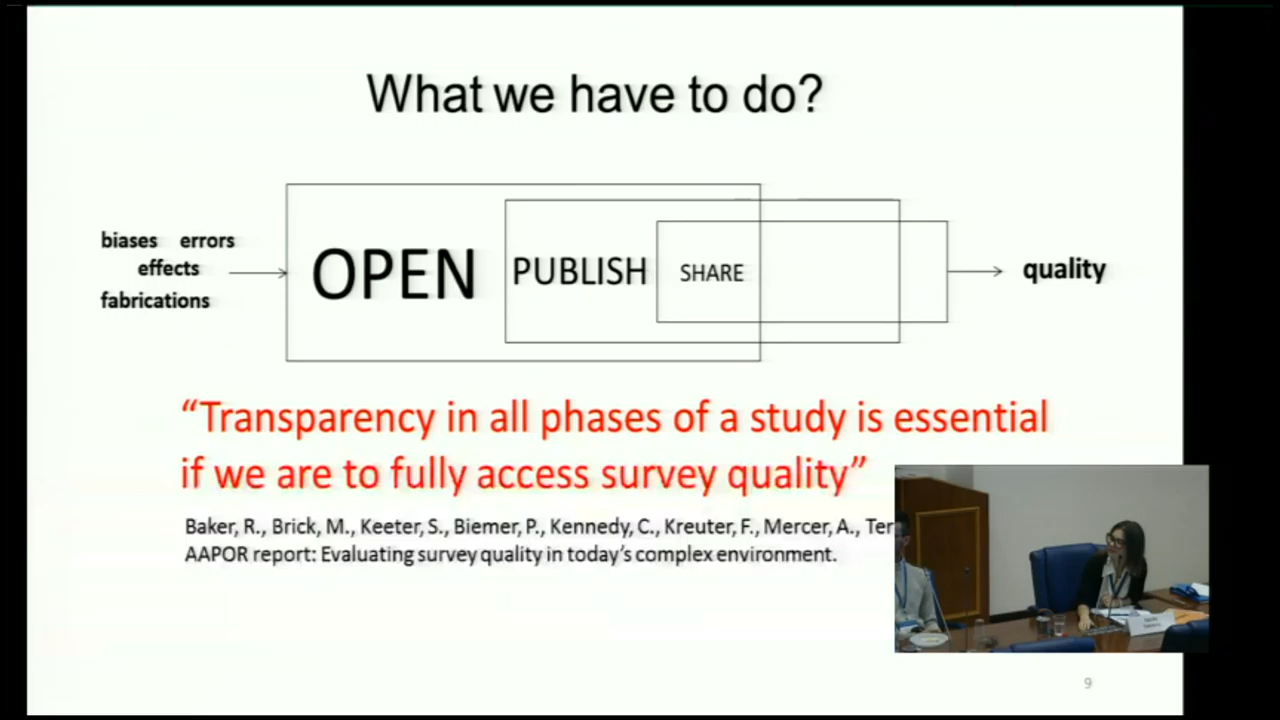 What we have to do?
biases errors
effects
fabrications
OPEN
PUBLISH
SHARE
quality
“Transparency in all phases of a study is essential
if we are to fully access survey quality”
Baker, R., Brick, M., Keeter, S., Biemer, P., Kennedy, C., Kreuter, F., Mercer, A., Ter
AAPOR report: Evaluating survey quality in today’s complex environment.
9